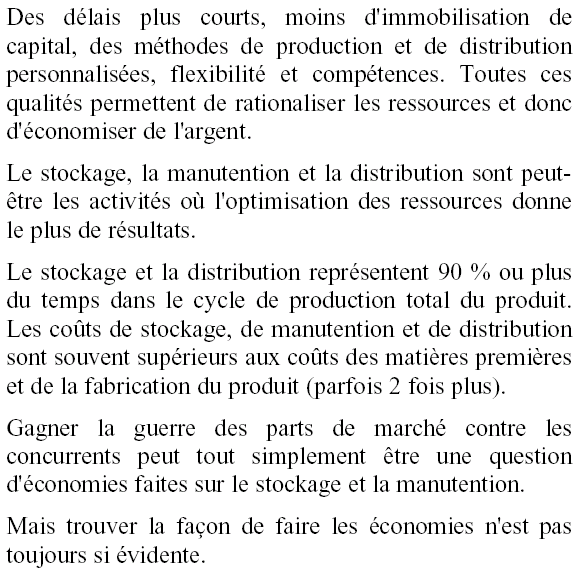 Des délais plus courts, moins d'immobilisation de
capital, des méthodes de production et de distribution
personnalisées, flexibilité et compétences. Toutes ces
qualités permettent de rationaliser les ressources et donc
d'économiser de l'argent.
Le stockage, la manutention et la distribution sont peut-
être les activités où l'optimisation des ressources donne
le plus de résultats.
Le stockage et la distribution représentent 90 % ou plus
du temps dans le cycle de production total du produit.
Les coûts de stockage, de manutention et de distribution
sont souvent supérieurs aux coûts des matières premières
et de la fabrication du produit (parfois 2 fois plus).
Gagner la guerre des parts de marché contre les
concurrents peut tout simplement être une question
d'économies faites sur le stockage et la manutention.
Mais trouver la façon de faire les économies n'est pas
toujours si évidente.